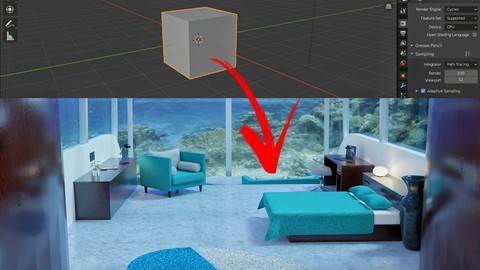 Render Engine
Cycles
Feature Set
Supported
Device
CPU
Open Shading Language
Grease Pencil
Sampling
Integrator
Path Tracing
Render
200
Viewport
32
Adaptive Sampling